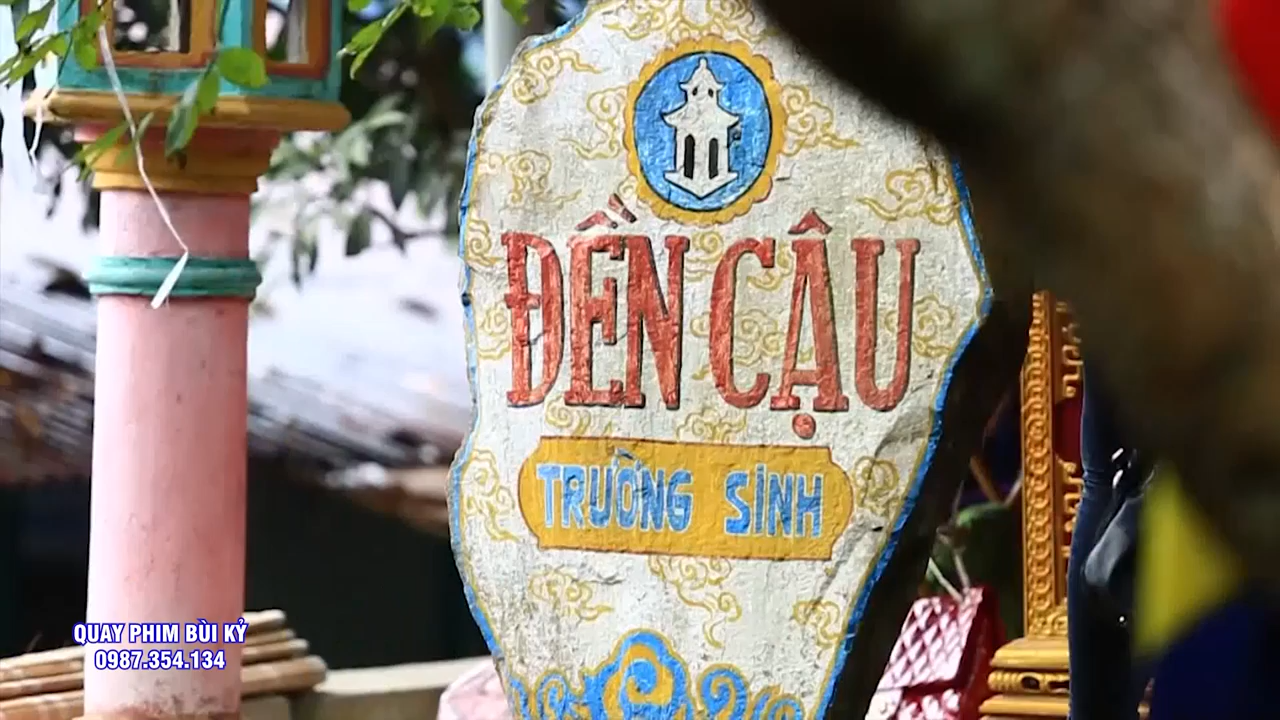 ĐỀN CẬU
TRƯỜNG SINH
QUAY PHIM BÙI KỶ
0987.354.134